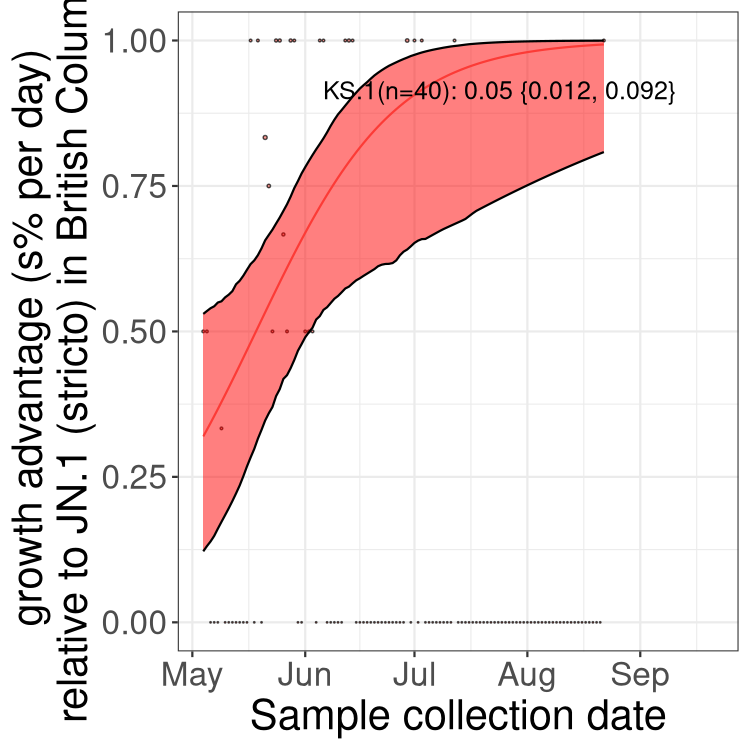 growth advantage (s% per day)
relative to JN.1 (stricto) in British Colum
1.00
0.75
0.50
0.25
0.00
KS.1(n=40): 0.05 {0.012, 0.092}
May Jun Jul Aug Sep
Sample collection date